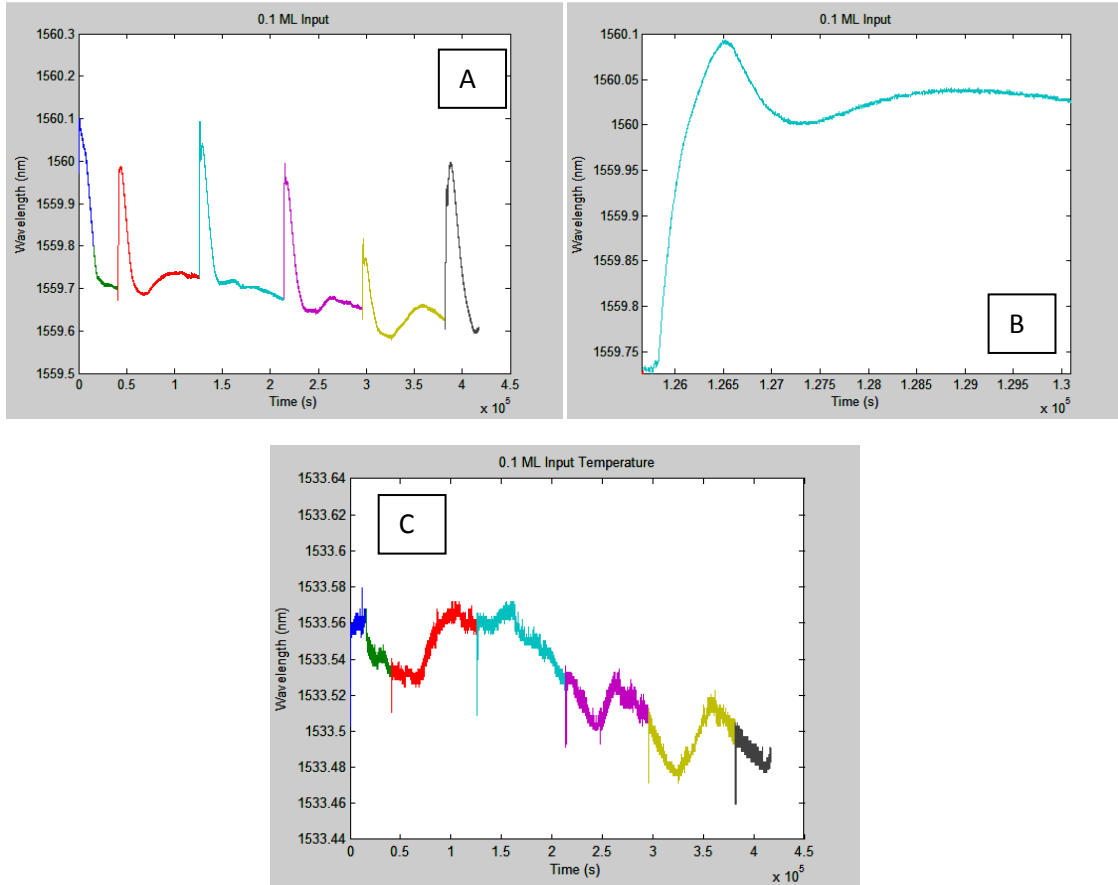 0.1 ML Input
A
1560.3
1560.2
1560.1
1560
1559.9
1559.8
1559.7
1559.6
1559.5
Wavelength (nm)
0 0.5 1 1.5 2 2.5 3 3.5 4 4.5
Time (s)
x 10^5
0.1 ML Input
B
1560.1
1560.05
1560
1559.95
1559.9
1559.85
1559.8
1559.75
Wavelength (nm)
1.26 1.265 1.27 1.275 1.28 1.285 1.29 1.295 1.3
Time (s)
x 10^5
0.1 ML Input Temperature
C
1533.64
1533.62
1533.6
1533.58
1533.56
1533.54
1533.52
1533.5
1533.48
1533.46
1533.44
Wavelength (nm)
0 0.5 1 1.5 2 2.5 3 3.5 4 4.5
Time (s)
x 10^5